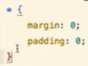 * {
margin: 0;
padding: 0;
}